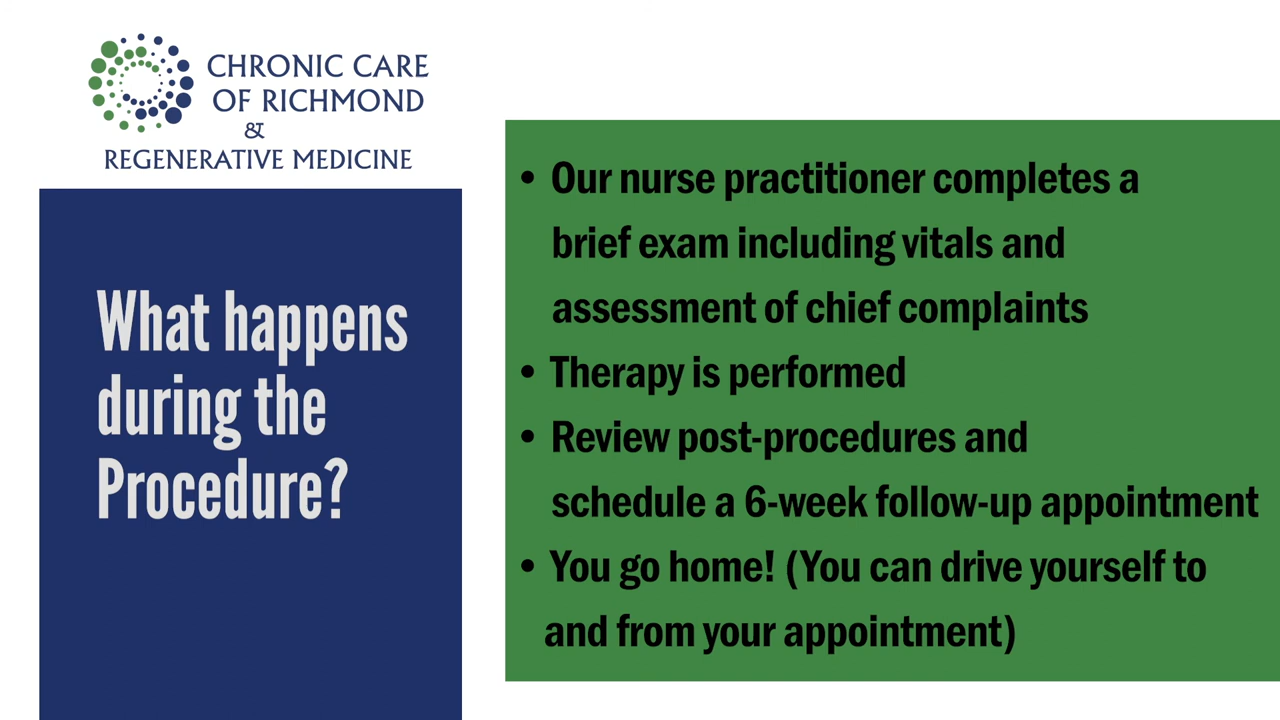 CHRONIC CARE
OF RICHMOND
&
REGENERATIVE MEDICINE
What happens
during the
Procedure?
• Our nurse practitioner completes a
brief exam including vitals and
assessment of chief complaints
• Therapy is performed
• Review post-procedures and
schedule a 6-week follow-up appointment
• You go home! (You can drive yourself to
and from your appointment)